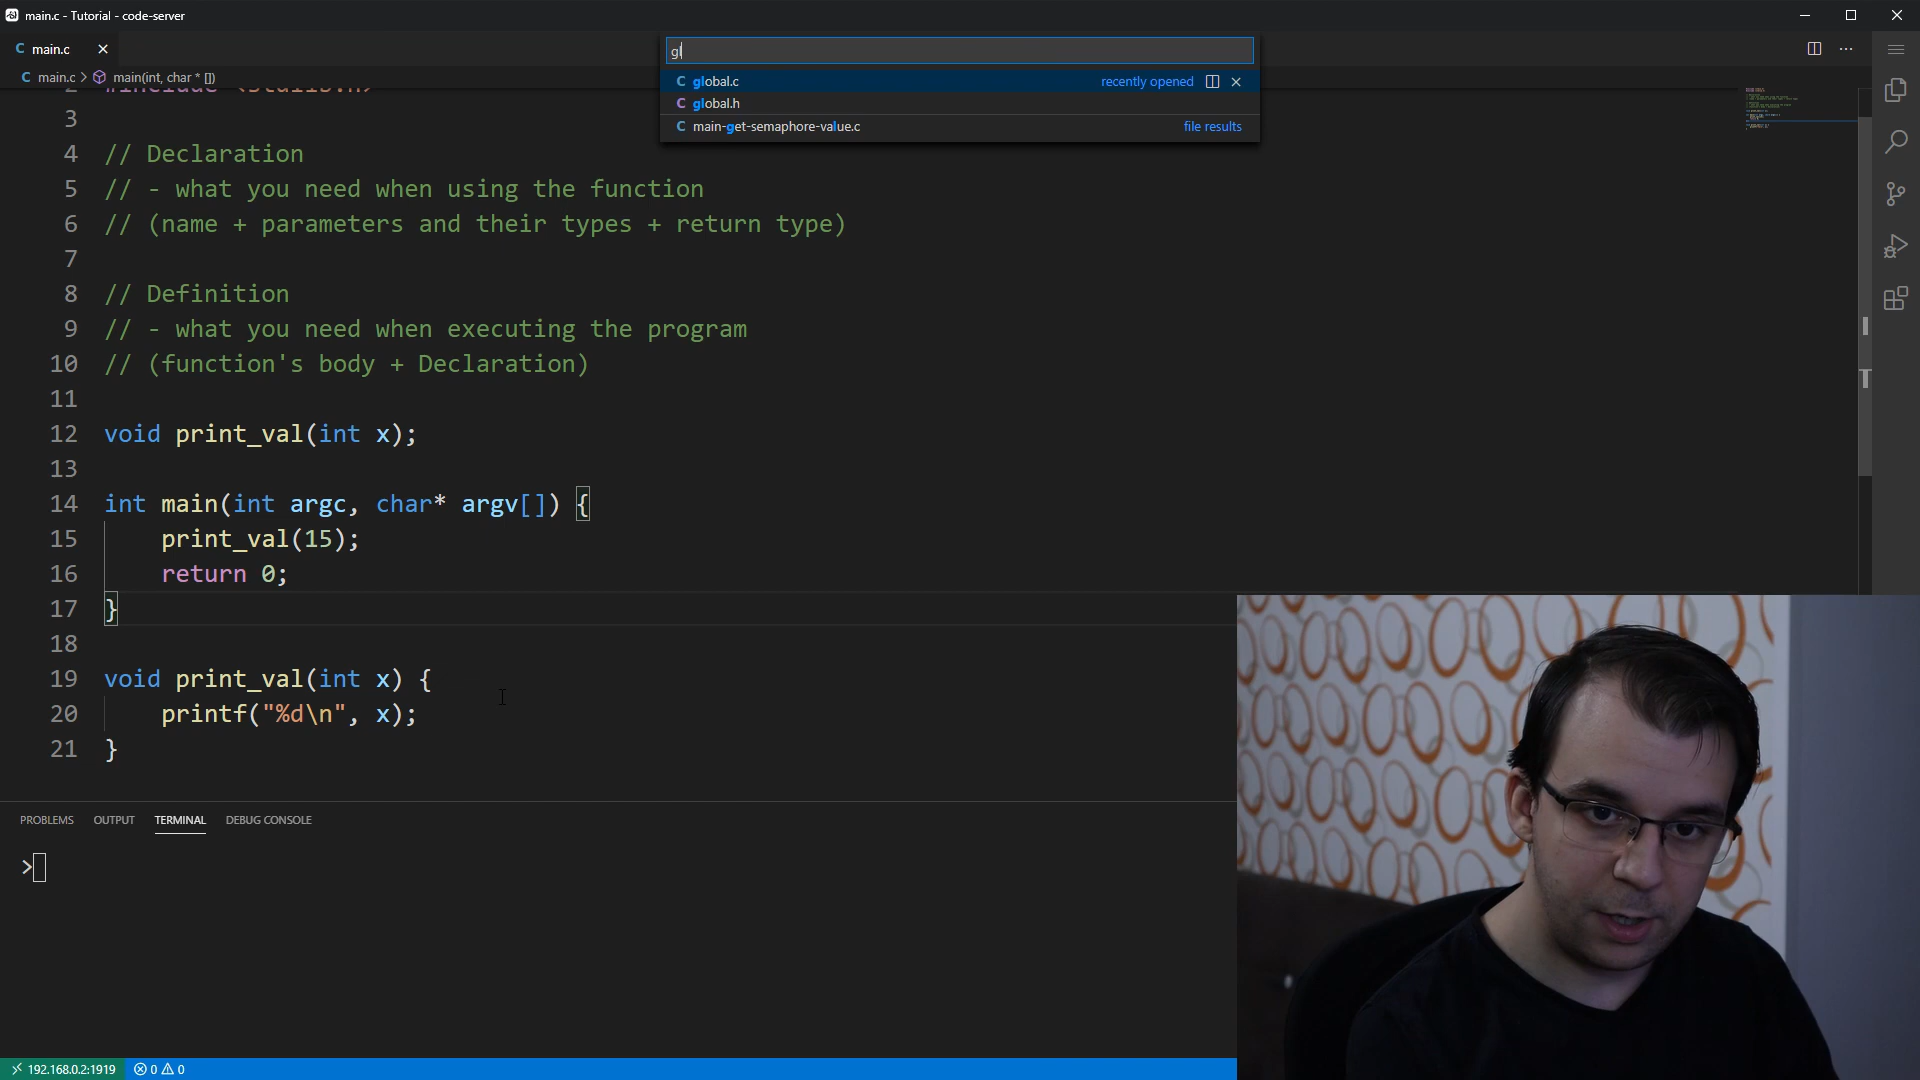 main.c - Tutorial - code-server
main.c
main.c > main(int, char * [])
gl
global.c recently opened
global.h
main-get-semaphore-value.c file results
2 #include <stdlib.h>
3
4 // Declaration
5 // - what you need when using the function
6 // (name + parameters and their types + return type)
7
8 // Definition
9 // - what you need when executing the program
10 // (function's body + Declaration)
11
12 void print_val(int x);
13
14 int main(int argc, char* argv[]) {
15 print_val(15);
16 return 0;
17 }
18
19 void print_val(int x) {
20 printf("%d\n", x);
21 }
PROBLEMS OUTPUT TERMINAL DEBUG CONSOLE
>
192.168.0.2:1919 0 0